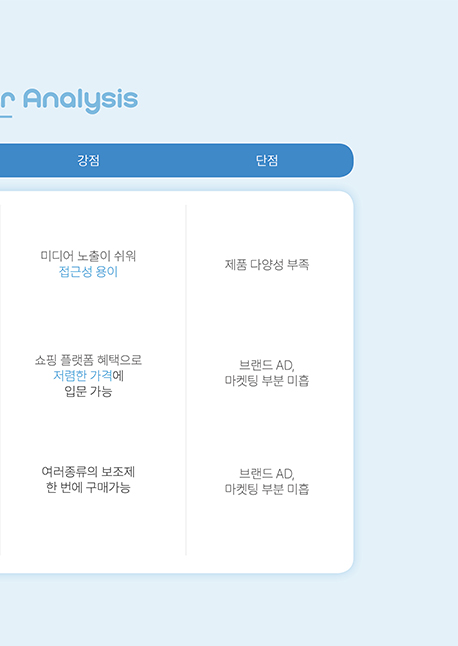 r Analysis
강점 단점
미디어 노출이 쉬워
접근성 용이
제품 다양성 부족
쇼핑 플랫폼 혜택으로
저렴한 가격에
입문 가능
브랜드 AD,
마켓팅 부분 미흡
여러종류의 보조제
한 번에 구매가능
브랜드 AD,
마켓팅 부분 미흡